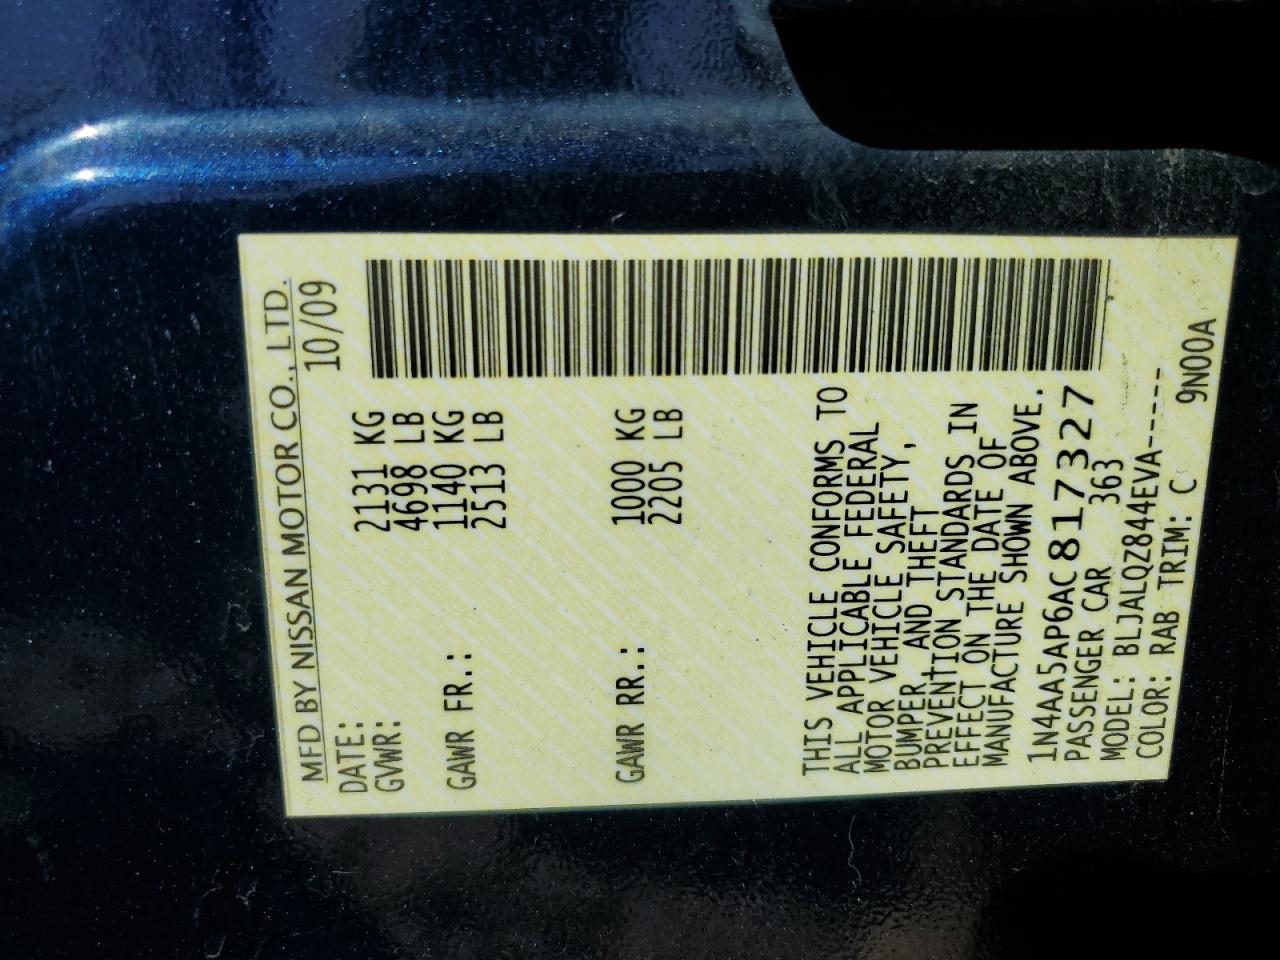 MFD BY NISSAN MOTOR CO., LTD.
DATE: 10/09
GVWR: 2131 KG
4698 LB
GAWR FR.: 1140 KG
2513 LB
GAWR RR.: 1000 KG
2205 LB
THIS VEHICLE CONFORMS TO
ALL APPLICABLE FEDERAL
MOTOR VEHICLE SAFETY,
BUMPER, AND THEFT
PREVENTION STANDARDS IN
EFFECT ON THE DATE OF
MANUFACTURE SHOWN ABOVE.
1N4AA5AP6AC817327
PASSENGER CAR 363
MODEL: BLJALQZ844EVA-----
COLOR: RAB TRIM: C 9N00A